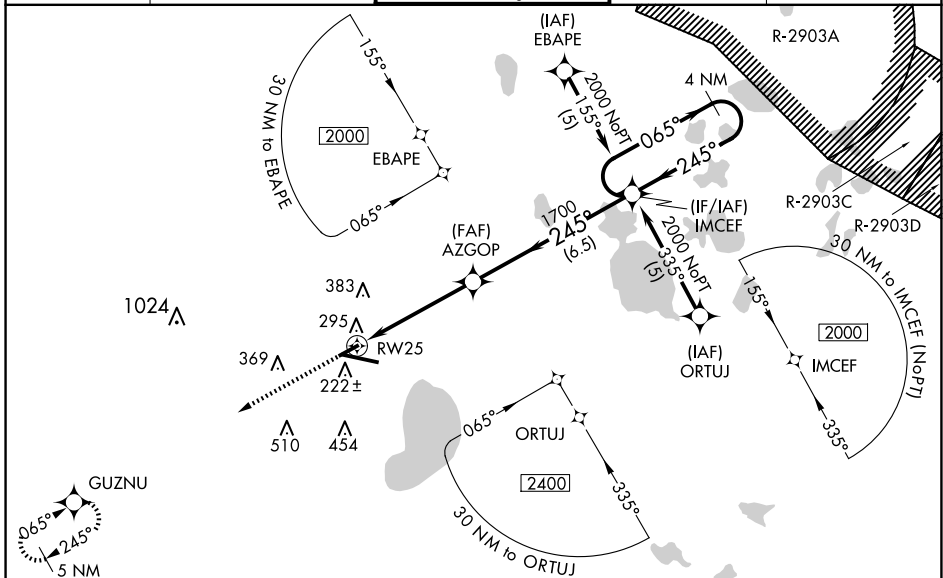 (IAF)
EBAPE
R-2903A
155°
30 NM to EBAPE
2000
EBAPE
065°
2000 NoPT
155°
(5)
4 NM
065°
245°
(IF/IAF)
IMCEF
R-2903C
R-2903D
1700
245°
(6.5)
(FAF)
AZGOP
2000 NoPT
335°
(5)
(IAF)
ORTUJ
30 NM to IMCEF (NoPT)
155°
2000
IMCEF
335°
383
1024
295
RW25
369
222±
510
454
065°
ORTUJ
2400
335°
30 NM to ORTUJ
GUZNU
065°
245°
5 NM